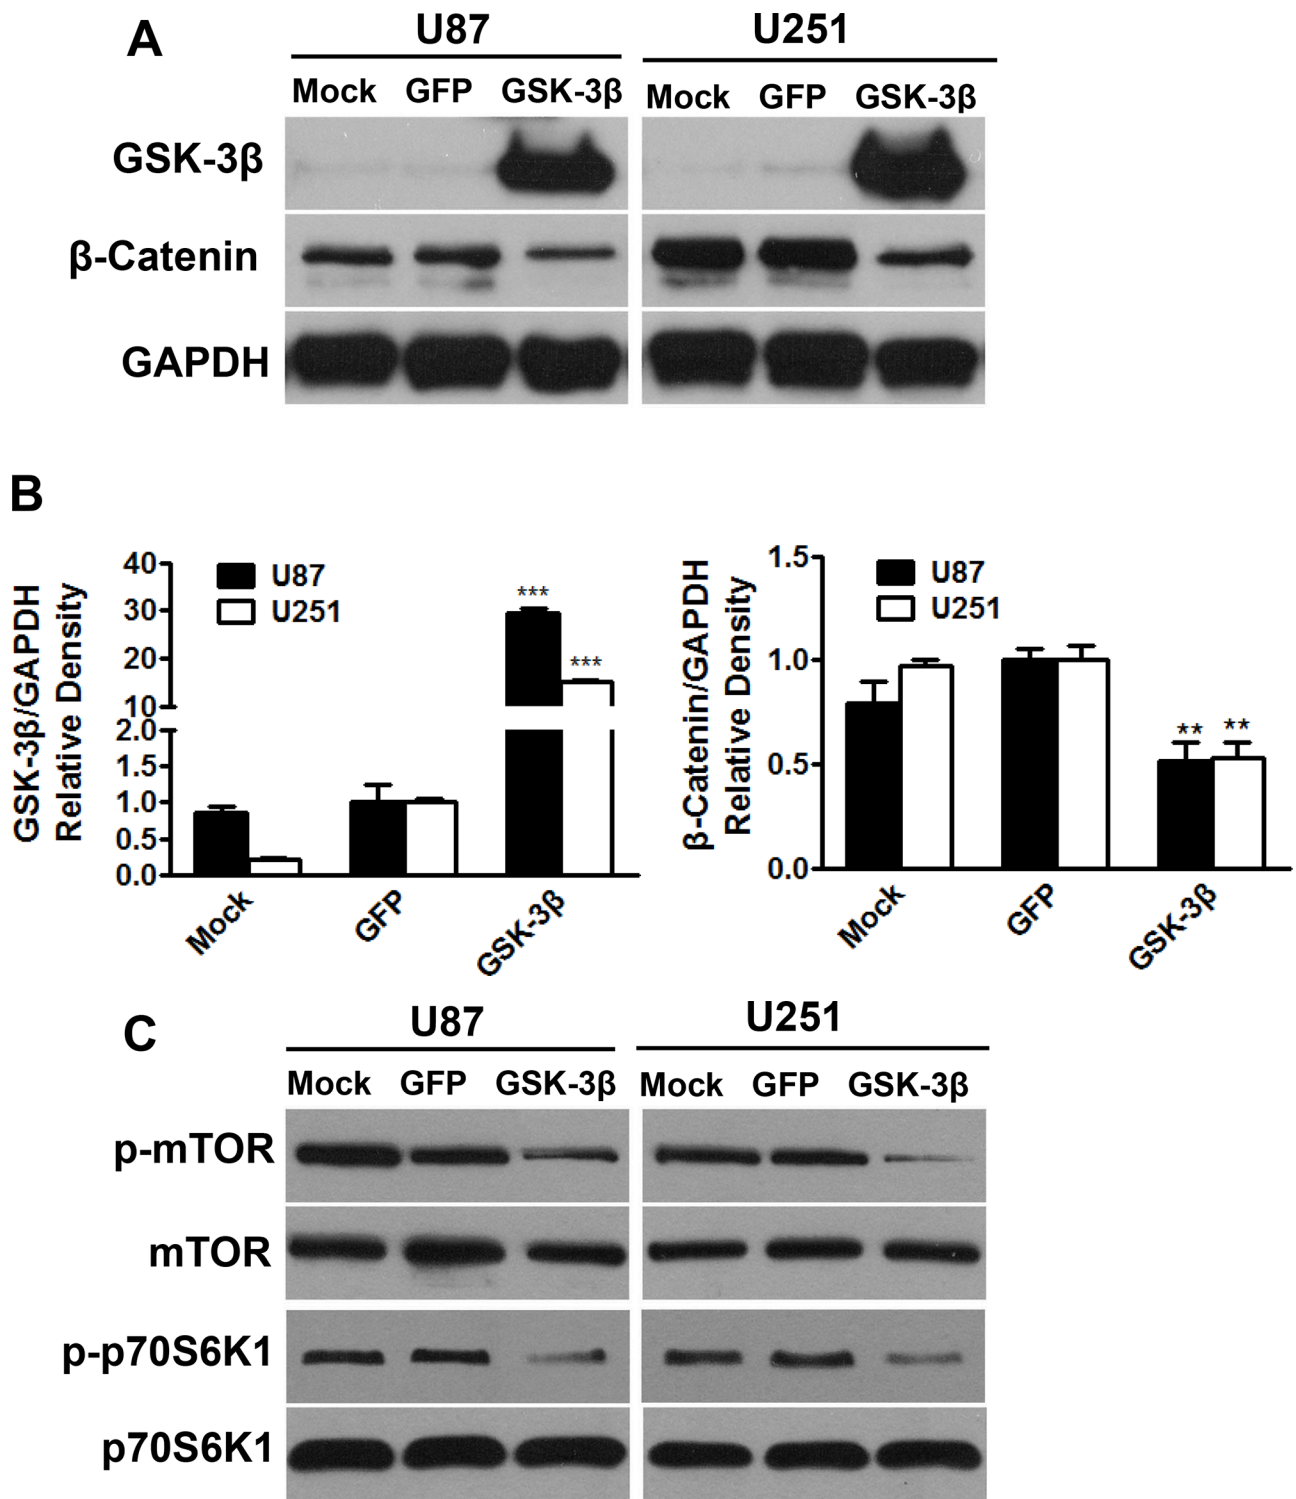 A
U87 U251
Mock GFP GSK-3β Mock GFP GSK-3β
GSK-3β
β-Catenin
GAPDH
B
GSK-3β/GAPDH
Relative Density
40
30
20
10
2.0
1.5
1.0
0.5
0.0
U87
U251
***
***
Mock GFP GSK-3β
β-Catenin/GAPDH
Relative Density
1.5
1.0
0.5
0.0
U87
U251
** **
Mock GFP GSK-3β
C
U87 U251
Mock GFP GSK-3β Mock GFP GSK-3β
p-mTOR
mTOR
p-p70S6K1
p70S6K1